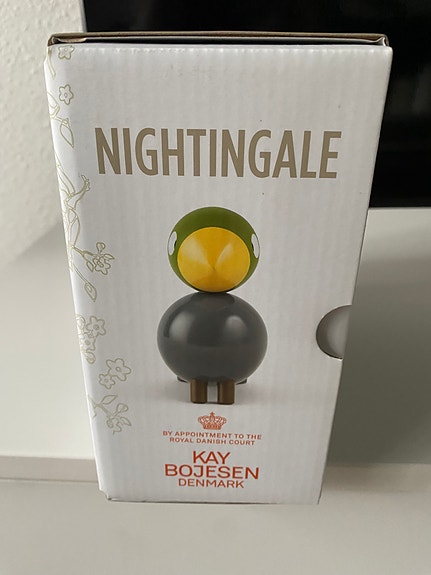 NIGHTINGALE
BY APPOINTMENT TO THE
ROYAL DANISH COURT
KAY
BOJESEN
DENMARK